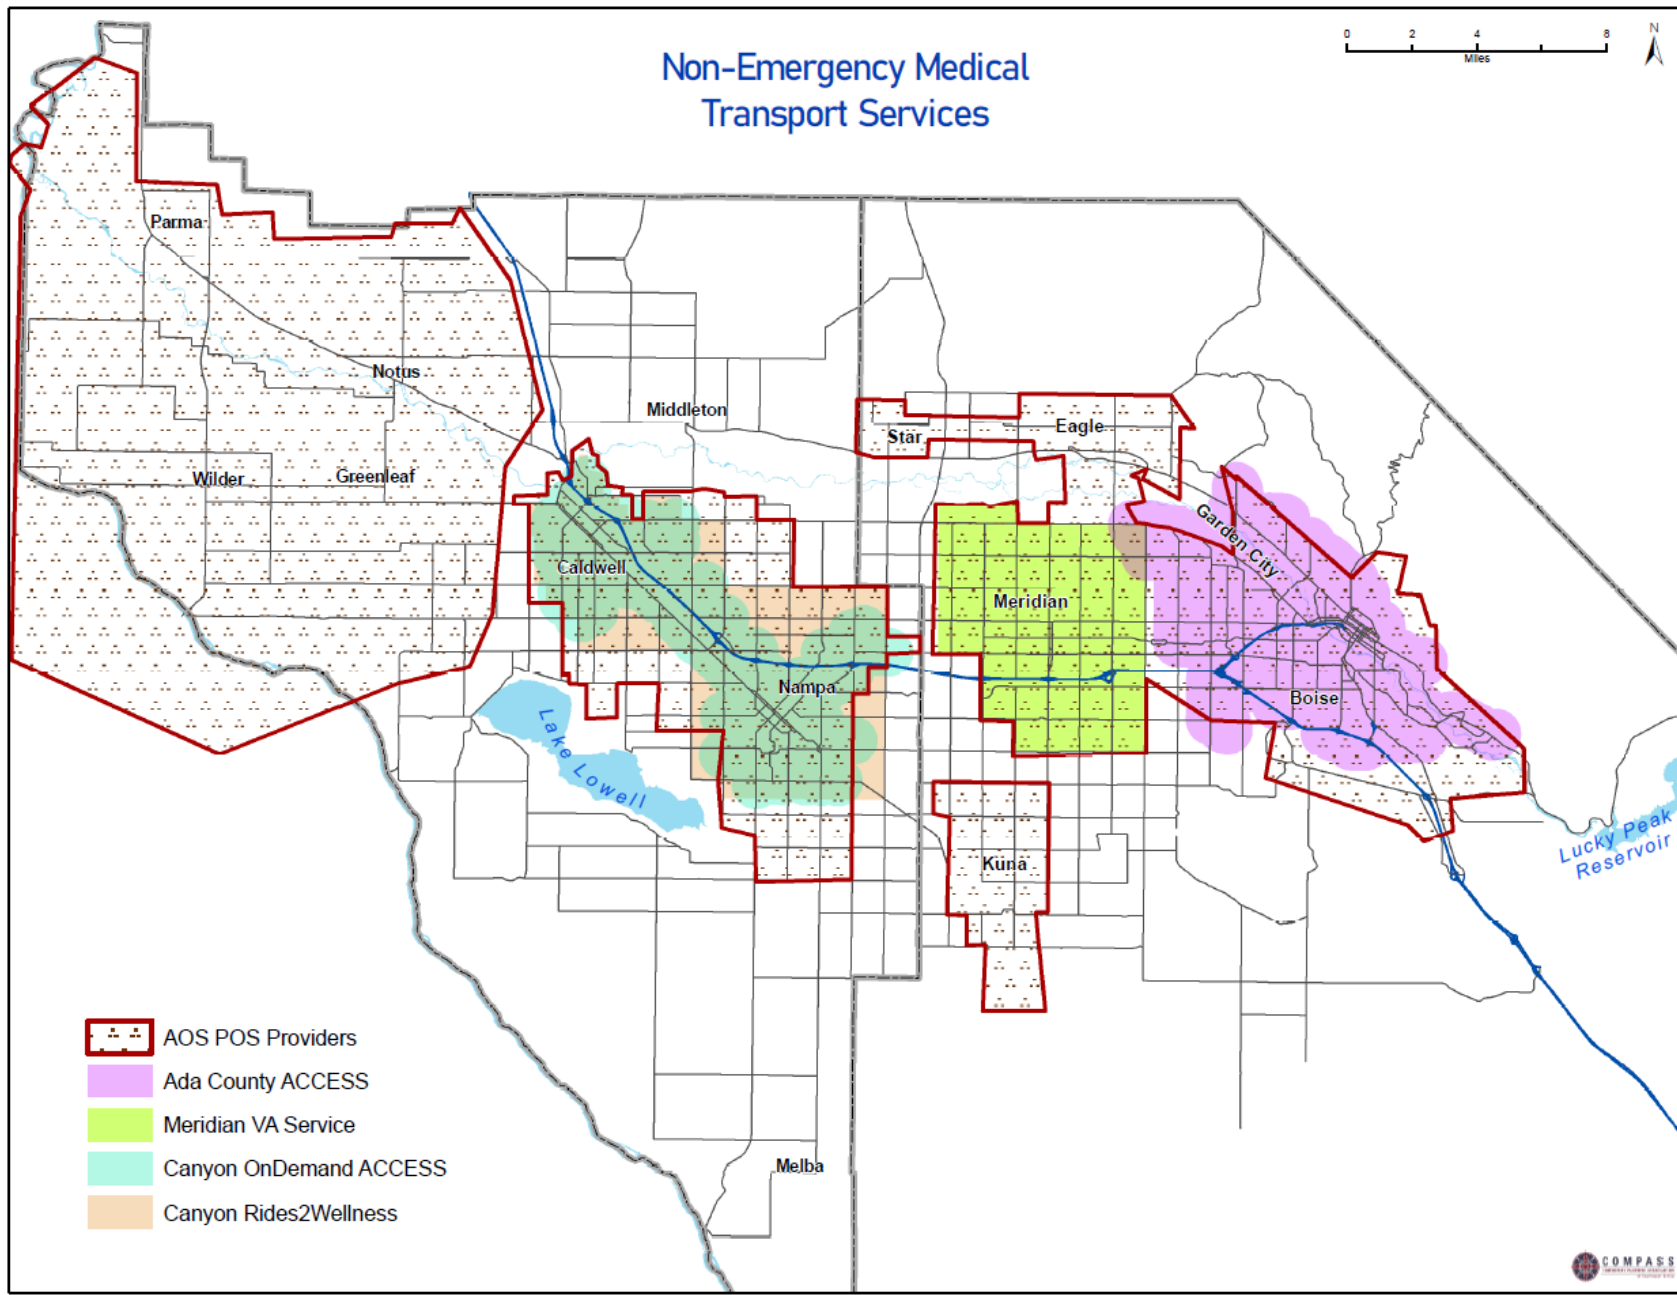 Non-Emergency Medical
Transport Services
0 2 4 8
Miles
N
Parma
Notus
Middleton
Star
Eagle
Wilder
Greenleaf
Garden City
Caldwell
Meridian
Nampa
Boise
Lake Lowell
Lucky Peak
Reservoir
Kuna
Melba
AOS POS Providers
Ada County ACCESS
Meridian VA Service
Canyon OnDemand ACCESS
Canyon Rides2Wellness
COMPASS